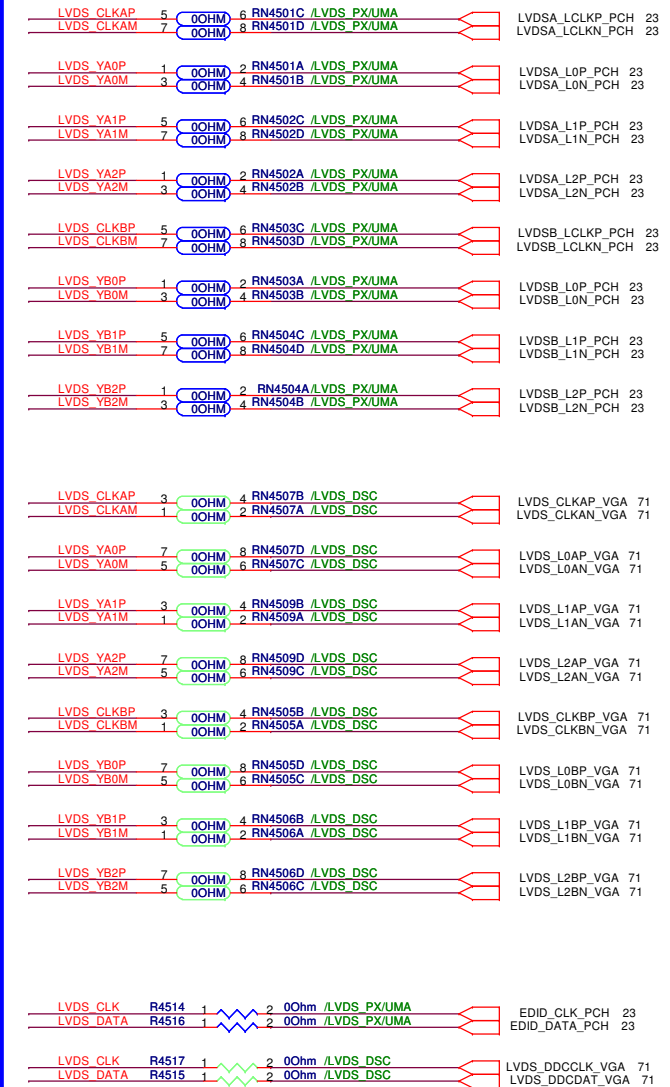 LVDS_CLKAP 5 0OHM 6 RN4501C /LVDS_PX/UMA LVDSA_LCLKP_PCH 23
LVDS_CLKAM 7 0OHM 8 RN4501D /LVDS_PX/UMA LVDSA_LCLKN_PCH 23
LVDS_YA0P 1 0OHM 2 RN4501A /LVDS_PX/UMA LVDSA_L0P_PCH 23
LVDS_YA0M 3 0OHM 4 RN4501B /LVDS_PX/UMA LVDSA_L0N_PCH 23
LVDS_YA1P 5 0OHM 6 RN4502C /LVDS_PX/UMA LVDSA_L1P_PCH 23
LVDS_YA1M 7 0OHM 8 RN4502D /LVDS_PX/UMA LVDSA_L1N_PCH 23
LVDS_YA2P 1 0OHM 2 RN4502A /LVDS_PX/UMA LVDSA_L2P_PCH 23
LVDS_YA2M 3 0OHM 4 RN4502B /LVDS_PX/UMA LVDSA_L2N_PCH 23
LVDS_CLKBP 5 0OHM 6 RN4503C /LVDS_PX/UMA LVDSB_LCLKP_PCH 23
LVDS_CLKBM 7 0OHM 8 RN4503D /LVDS_PX/UMA LVDSB_LCLKN_PCH 23
LVDS_YB0P 1 0OHM 2 RN4503A /LVDS_PX/UMA LVDSB_L0P_PCH 23
LVDS_YB0M 3 0OHM 4 RN4503B /LVDS_PX/UMA LVDSB_L0N_PCH 23
LVDS_YB1P 5 0OHM 6 RN4504C /LVDS_PX/UMA LVDSB_L1P_PCH 23
LVDS_YB1M 7 0OHM 8 RN4504D /LVDS_PX/UMA LVDSB_L1N_PCH 23
LVDS_YB2P 1 0OHM 2 RN4504A/LVDS_PX/UMA LVDSB_L2P_PCH 23
LVDS_YB2M 3 0OHM 4 RN4504B /LVDS_PX/UMA LVDSB_L2N_PCH 23
LVDS_CLKAP 3 0OHM 4 RN4507B /LVDS_DSC LVDS_CLKAP_VGA 71
LVDS_CLKAM 1 0OHM 2 RN4507A /LVDS_DSC LVDS_CLKAN_VGA 71
LVDS_YA0P 7 0OHM 8 RN4507D /LVDS_DSC LVDS_L0AP_VGA 71
LVDS_YA0M 5 0OHM 6 RN4507C /LVDS_DSC LVDS_L0AN_VGA 71
LVDS_YA1P 3 0OHM 4 RN4509B /LVDS_DSC LVDS_L1AP_VGA 71
LVDS_YA1M 1 0OHM 2 RN4509A /LVDS_DSC LVDS_L1AN_VGA 71
LVDS_YA2P 7 0OHM 8 RN4509D /LVDS_DSC LVDS_L2AP_VGA 71
LVDS_YA2M 5 0OHM 6 RN4509C /LVDS_DSC LVDS_L2AN_VGA 71
LVDS_CLKBP 3 0OHM 4 RN4505B /LVDS_DSC LVDS_CLKBP_VGA 71
LVDS_CLKBM 1 0OHM 2 RN4505A /LVDS_DSC LVDS_CLKBN_VGA 71
LVDS_YB0P 7 0OHM 8 RN4505D /LVDS_DSC LVDS_L0BP_VGA 71
LVDS_YB0M 5 0OHM 6 RN4505C /LVDS_DSC LVDS_L0BN_VGA 71
LVDS_YB1P 3 0OHM 4 RN4506B /LVDS_DSC LVDS_L1BP_VGA 71
LVDS_YB1M 1 0OHM 2 RN4506A /LVDS_DSC LVDS_L1BN_VGA 71
LVDS_YB2P 7 0OHM 8 RN4506D /LVDS_DSC LVDS_L2BP_VGA 71
LVDS_YB2M 5 0OHM 6 RN4506C /LVDS_DSC LVDS_L2BN_VGA 71
LVDS_CLK R4514 1 2 0Ohm /LVDS_PX/UMA EDID_CLK_PCH 23
LVDS_DATA R4516 1 2 0Ohm /LVDS_PX/UMA EDID_DATA_PCH 23
LVDS_CLK R4517 1 2 0Ohm /LVDS_DSC LVDS_DDCCLK_VGA 71
LVDS_DATA R4515 1 2 0Ohm /LVDS_DSC LVDS_DDCDAT_VGA 71